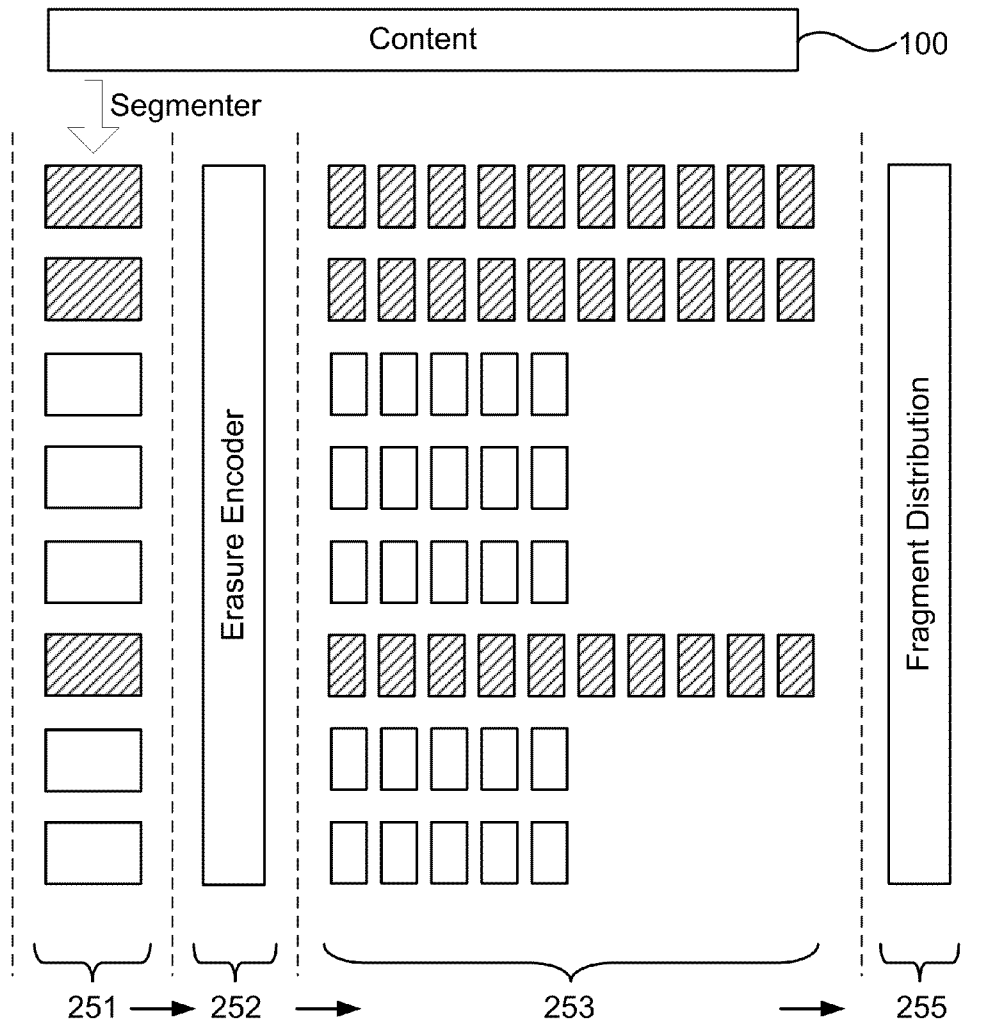 Content
100
Segmenter
Erasure Encoder
Fragment Distribution
251
252
253
255